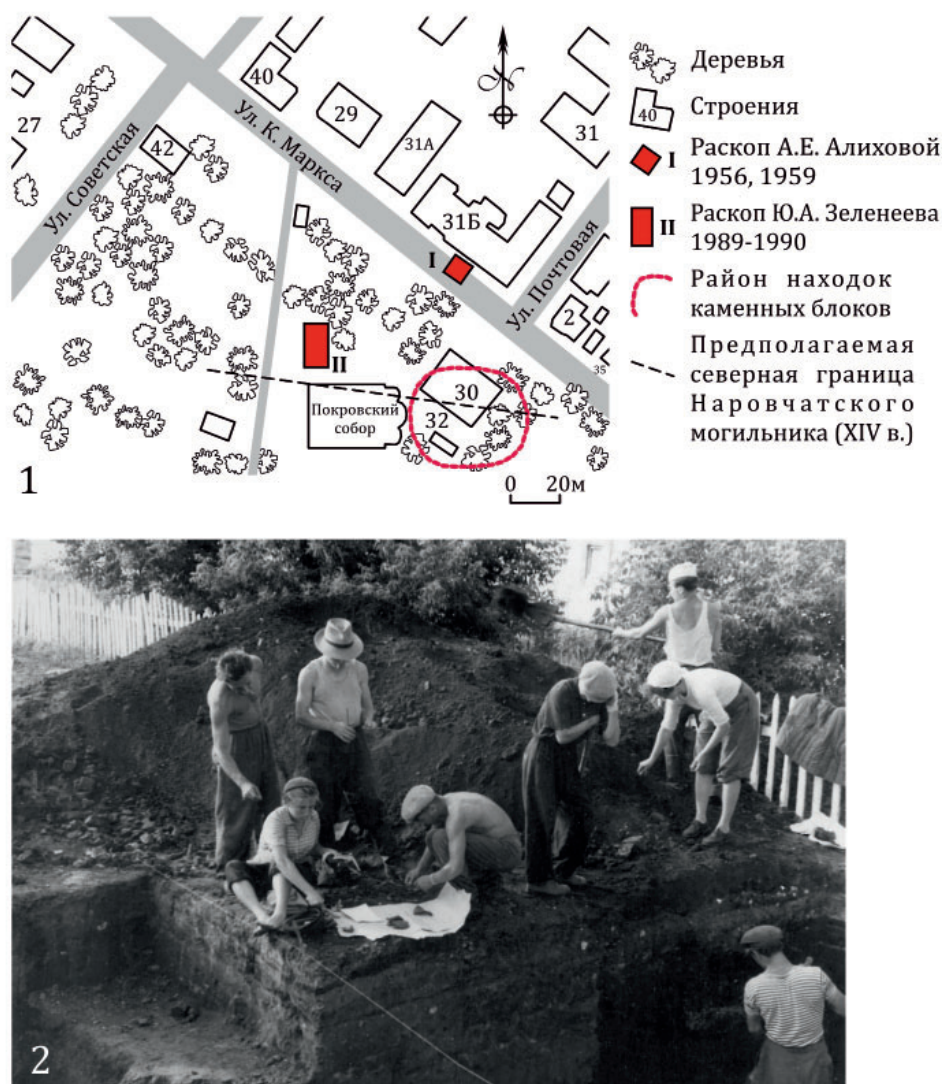 40
27
29
31А
31
42
Ул. Советская
Ул. К. Маркса
31Б
I
Ул. Почтовая
2
35
II
30
32
Покровский
собор
1
0 20м
Деревья
40
Строения
I Раскоп А.Е. Алиховой
1956, 1959
II Раскоп Ю.А. Зеленеева
1989-1990
Район находок
каменных блоков
Предполагаемая
северная граница
Наровчатского
могильника (XIV в.)
2